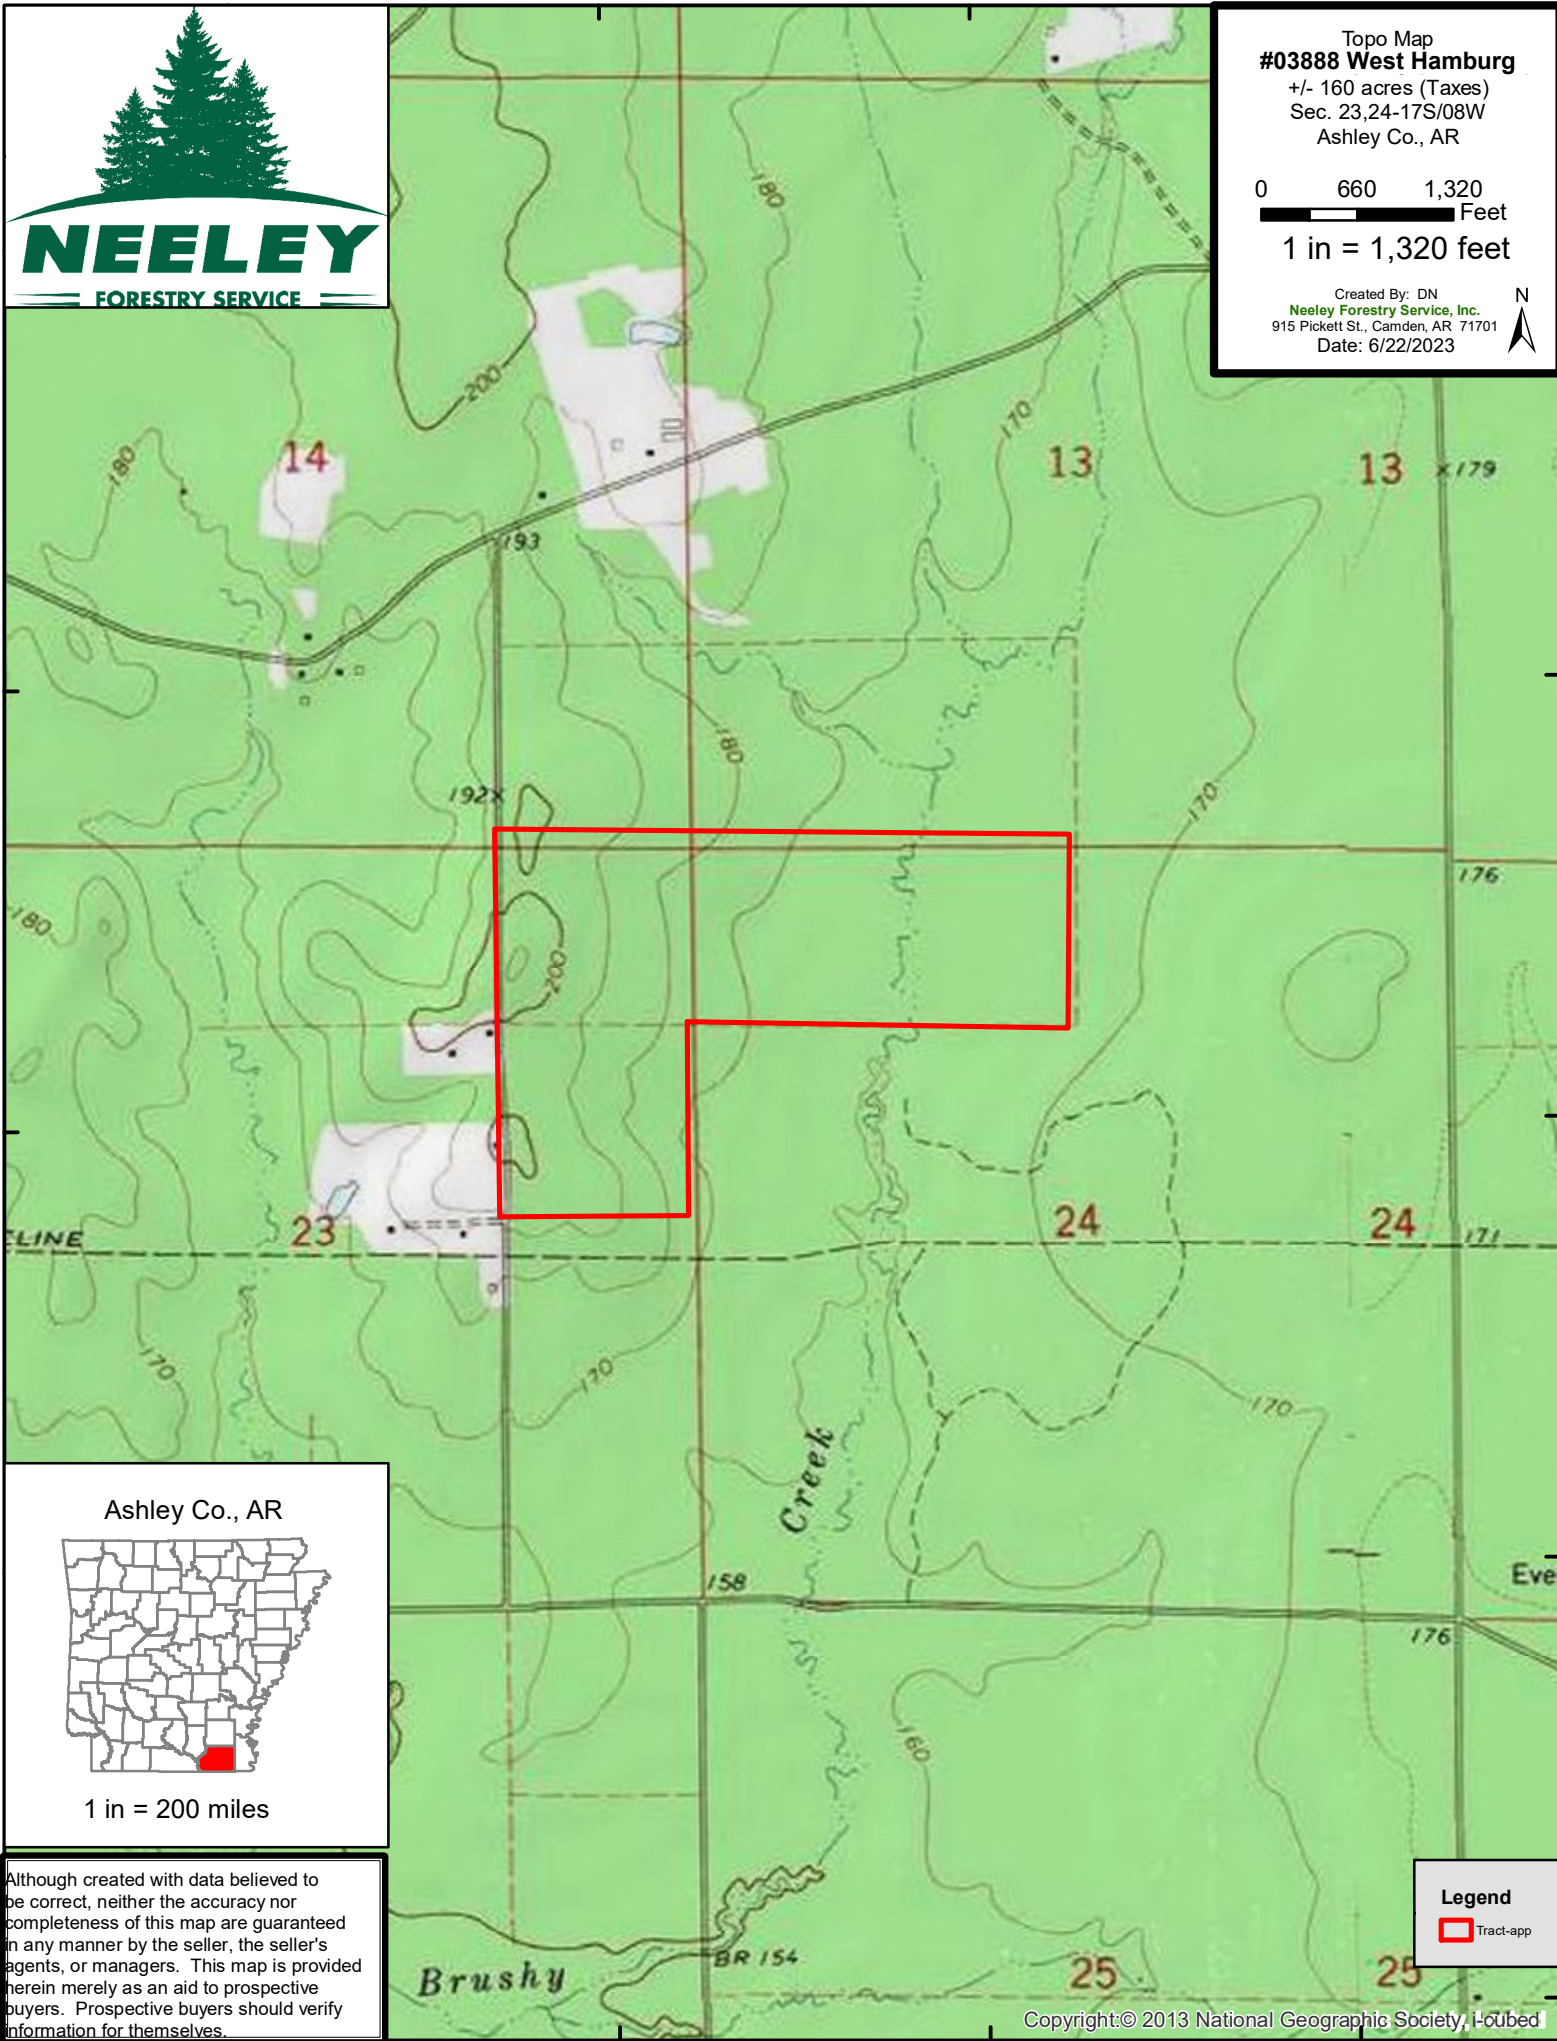 NEELEY
FORESTRY SERVICE
Topo Map
#03888 West Hamburg
+/- 160 acres (Taxes)
Sec. 23,24-17S/08W
Ashley Co., AR
0 660 1,320
Feet
1 in = 1,320 feet
Created By: DN
Neeley Forestry Service, Inc.
915 Pickett St., Camden, AR 71701
Date: 6/22/2023
N
180
200
170
14
13
13
x179
180
193
180
192x
170
176
180
200
23
24
24
171
ELINE
170
170
170
Creek
158
Eve
176
160
Ashley Co., AR
1 in = 200 miles
Although created with data believed to
be correct, neither the accuracy nor
completeness of this map are guaranteed
in any manner by the seller, the seller's
agents, or managers. This map is provided
herein merely as an aid to prospective
buyers. Prospective buyers should verify
information for themselves.
Legend
Tract-app
BR 154
Brushy
25
25
Copyright:© 2013 National Geographic Society, i-cubed